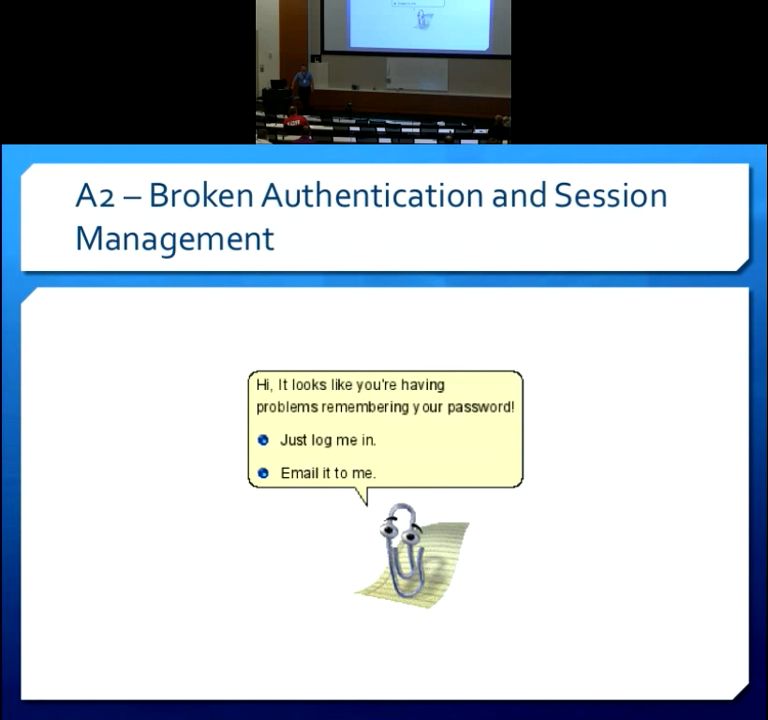 A2 – Broken Authentication and Session
Management
Hi, It looks like you're having
problems remembering your password!
Just log me in.
Email it to me.